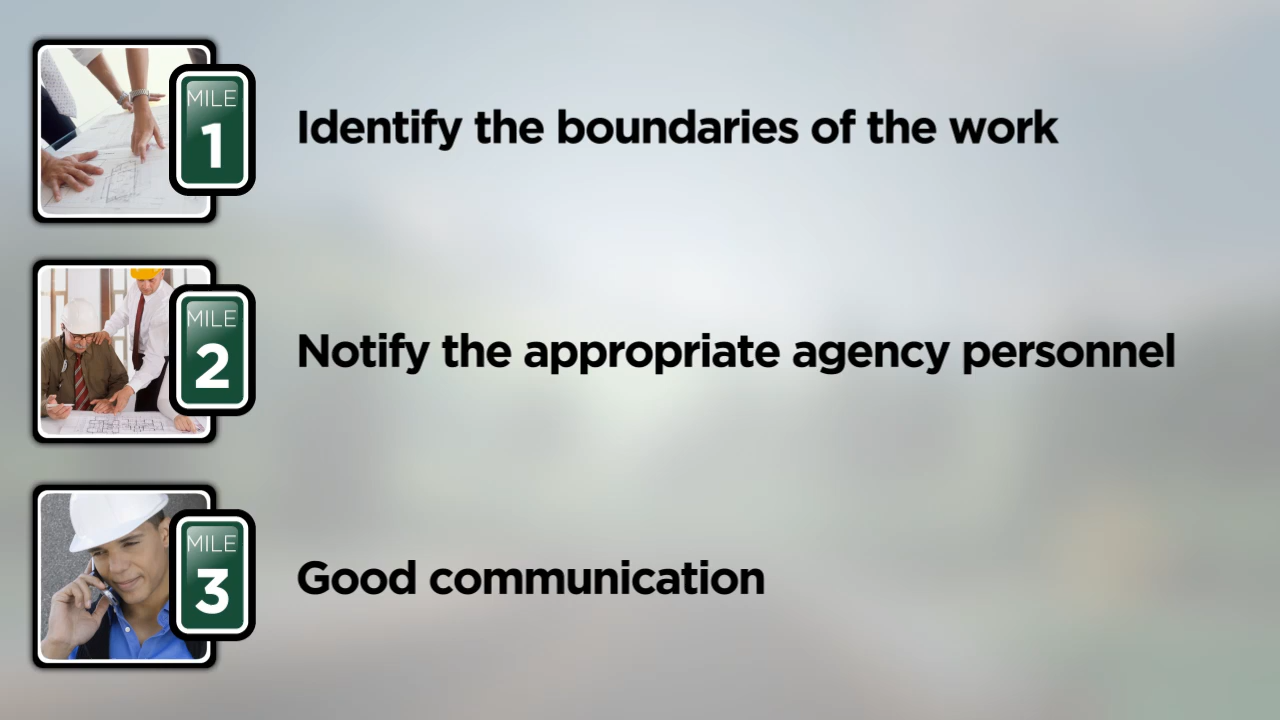 MILE
1
Identify the boundaries of the work
MILE
2
Notify the appropriate agency personnel
MILE
3
Good communication